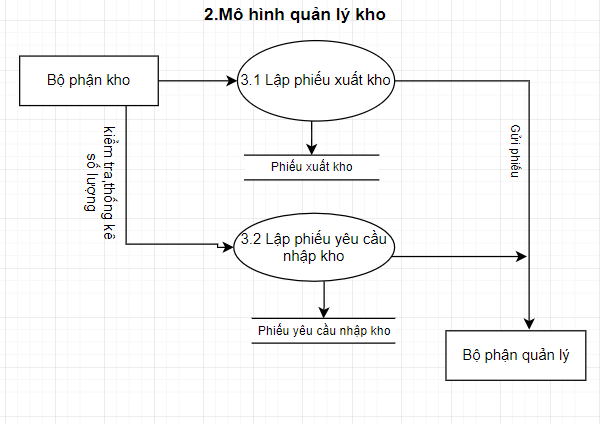 2.Mô hình quản lý kho
Bộ phận kho
3.1 Lập phiếu xuất kho
Phiếu xuất kho
kiểm tra,thống kê
số lượng
Gửi phiếu
3.2 Lập phiếu yêu cầu
nhập kho
Phiếu yêu cầu nhập kho
Bộ phận quản lý